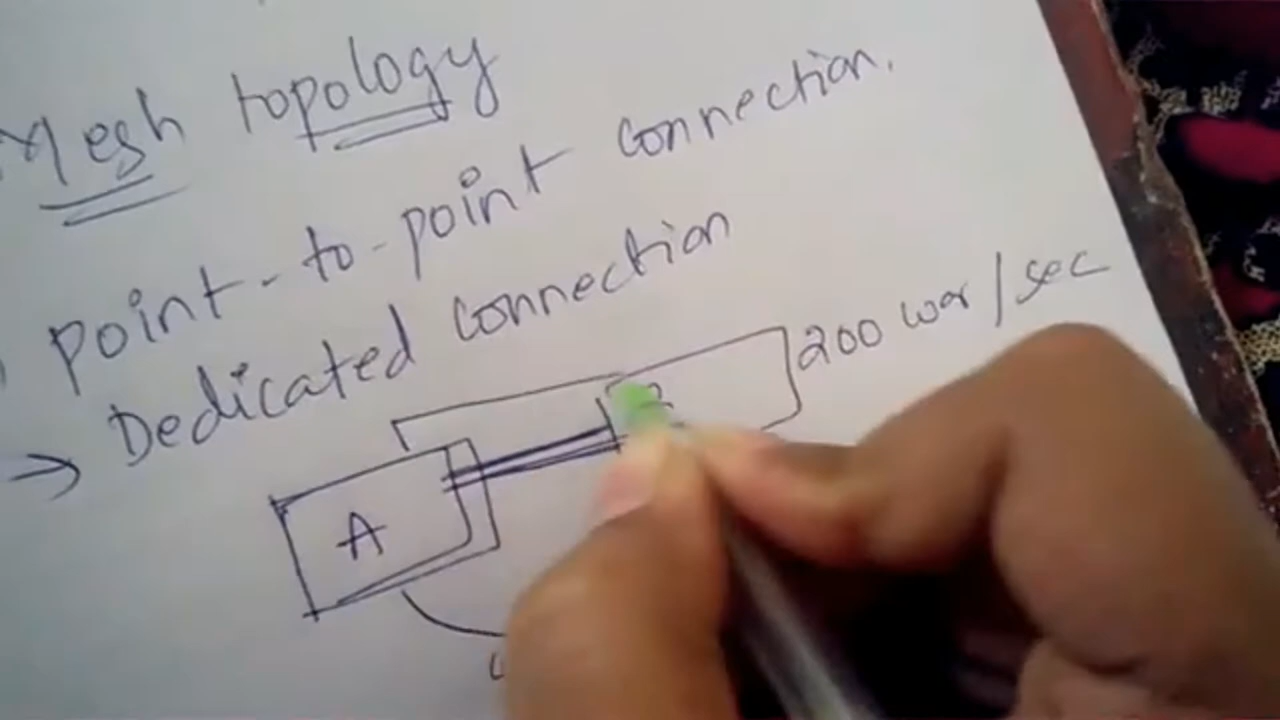 Mesh topology
point-to-point connection.
→ Dedicated connection
200 wor/sec
A